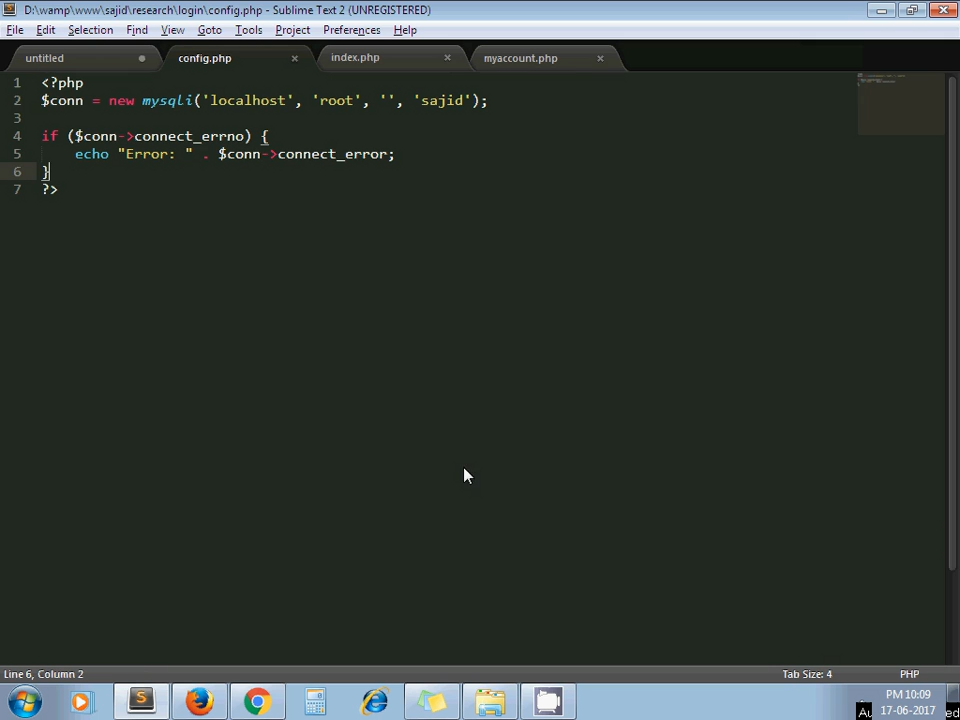 D:\wamp\www\sajid\research\login\config.php - Sublime Text 2 (UNREGISTERED)
File Edit Selection Find View Goto Tools Project Preferences Help
untitled config.php index.php myaccount.php
1 <?php
2 $conn = new mysqli('localhost', 'root', '', 'sajid');
3
4 if ($conn->connect_errno) {
5 echo "Error: " . $conn->connect_error;
6 }
7 ?>
Line 6, Column 2 Tab Size: 4 PHP
PM 10:09
17-06-2017